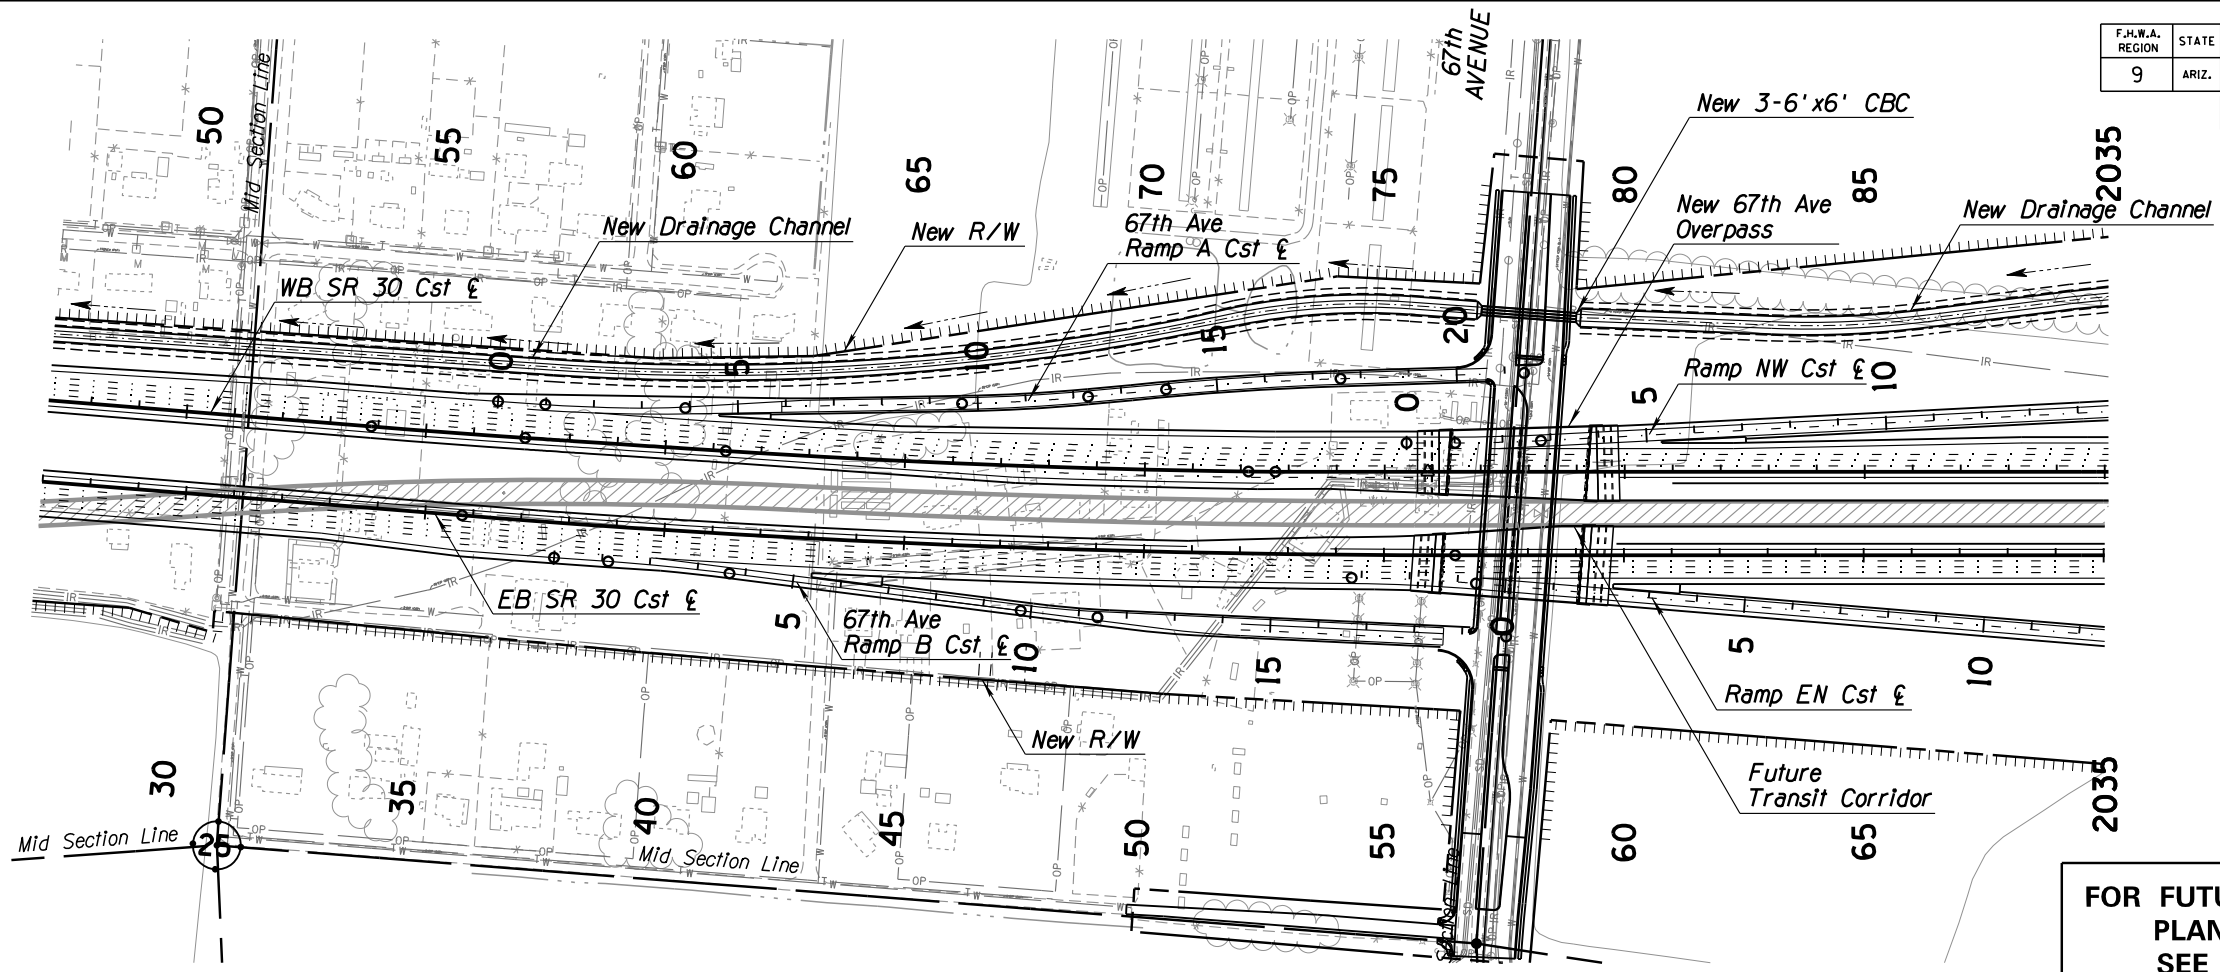 67th
AVENUE
F.H.W.A.
REGION
STATE
9
ARIZ.
Mid Section Line
50
55
60
65
70
75
80
85
2035
New 3-6'x6' CBC
New Drainage Channel
New R/W
67th Ave
Ramp A Cst ℄
New 67th Ave
Overpass
New Drainage Channel
WB SR 30 Cst ℄
0
5
10
15
20
0
5
10
Ramp NW Cst ℄
EB SR 30 Cst ℄
5
67th Ave
Ramp B Cst ℄
10
15
0
5
10
Ramp EN Cst ℄
New R/W
Future
Transit Corridor
30
35
40
45
50
55
60
65
2035
Mid Section Line
Mid Section Line
Section Line
FOR FUTU
PLAN
SEE